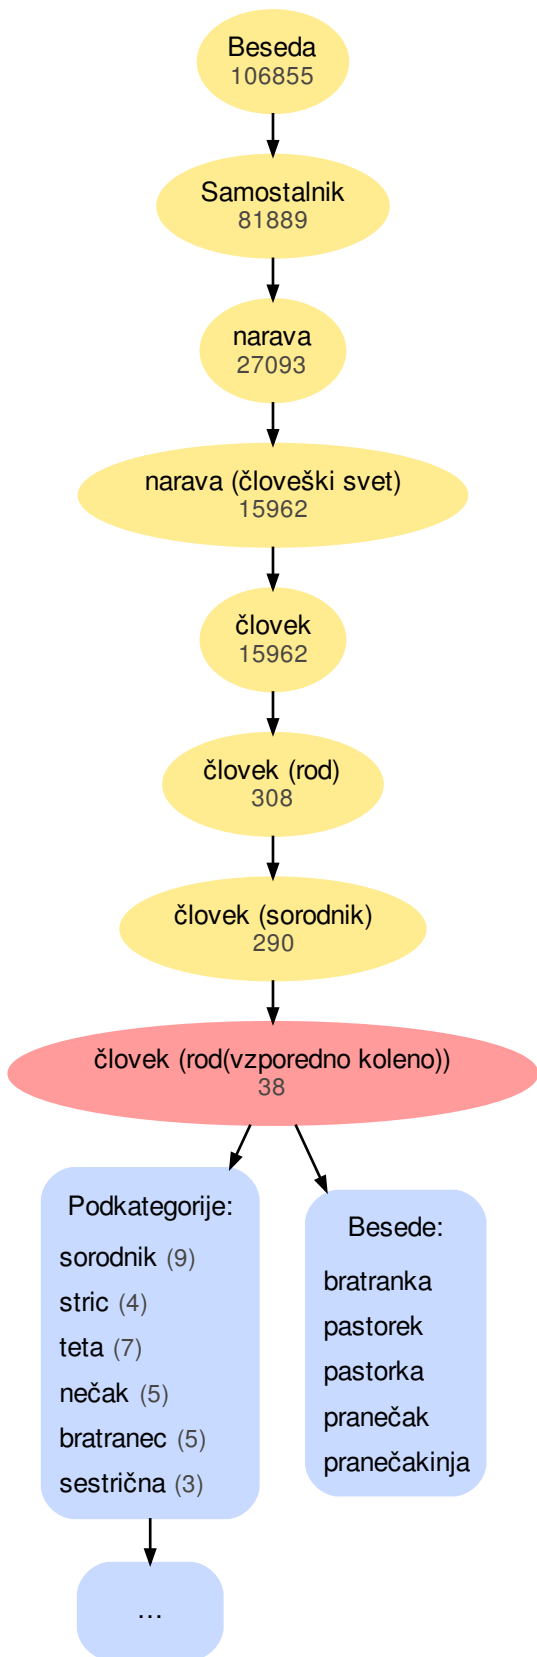 Beseda
106855
Samostalnik
81889
narava
27093
narava (človeški svet)
15962
človek
15962
človek (rod)
308
človek (sorodnik)
290
človek (rod(vzporedno koleno))
38
Podkategorije:
sorodnik (9)
stric (4)
teta (7)
nečak (5)
bratranec (5)
sestrična (3)
...
Besede:
bratranka
pastorek
pastorka
pranečak
pranečakinja